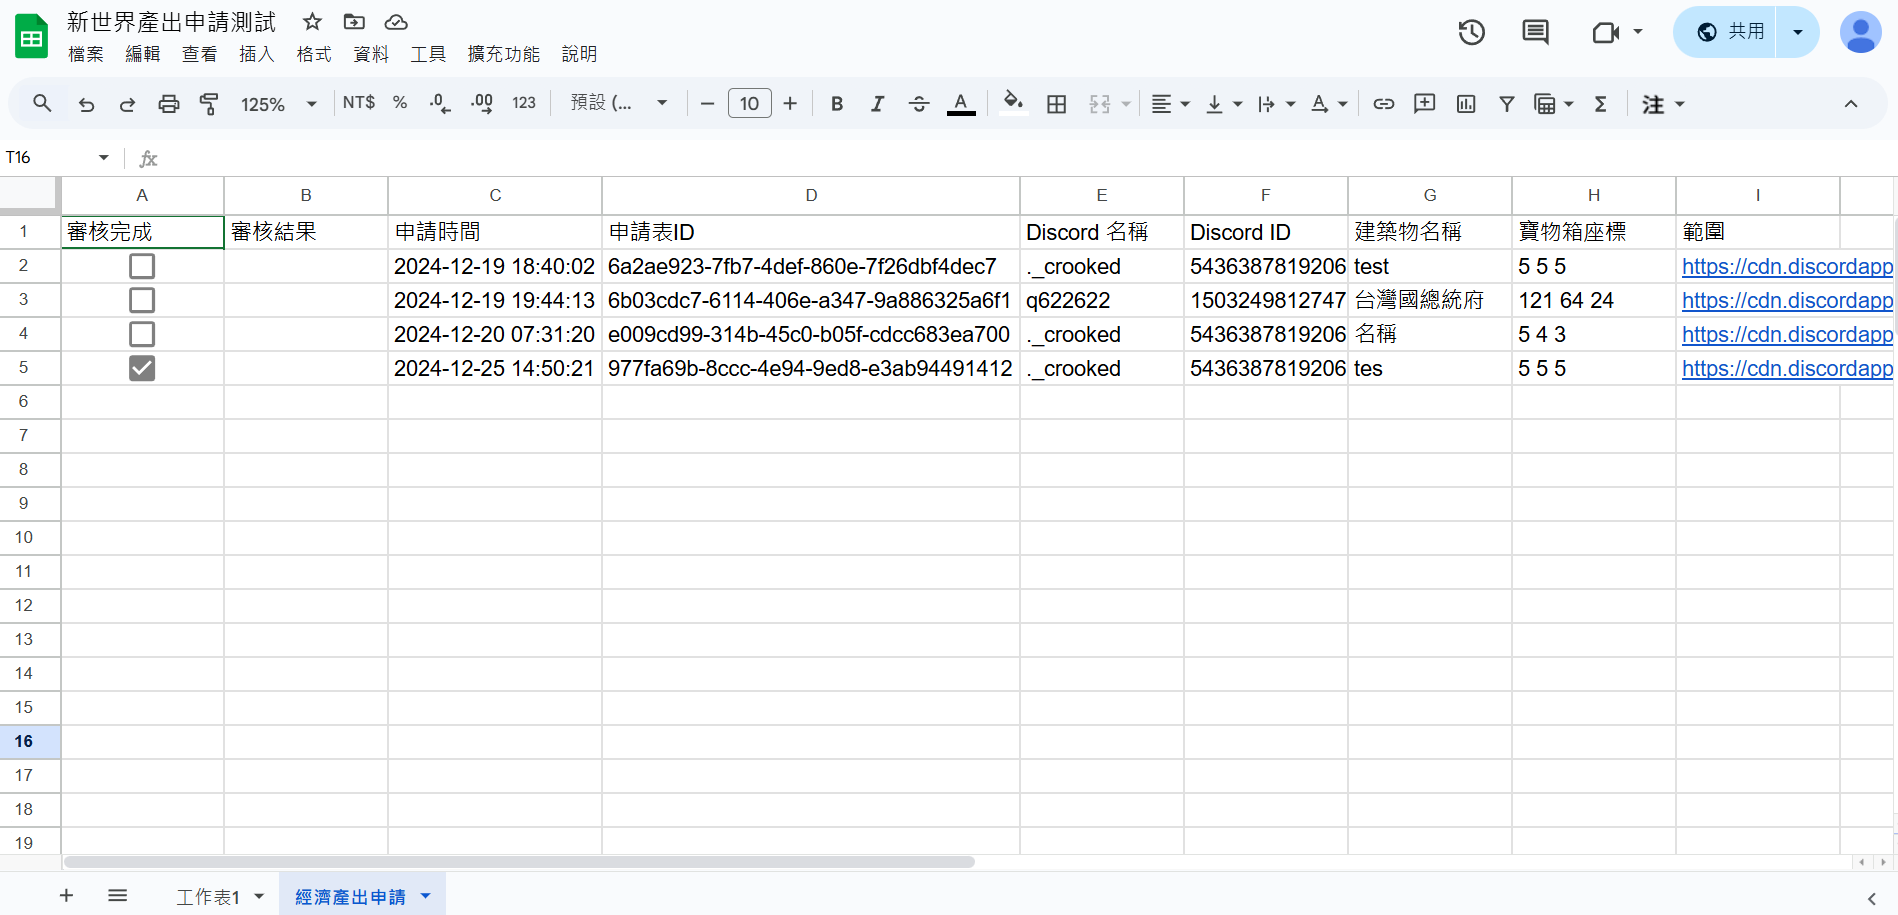 新世界產出申請測試
檔案 編輯 查看 插入 格式 資料 工具 擴充功能 說明
共用
125% NT$ % .0 .00 123 預設 (... 10 B I A A 注
T16 fx
A B C D E F G H I
1 審核完成 審核結果 申請時間 申請表ID Discord 名稱 Discord ID 建築物名稱 寶物箱座標 範圍
2 2024-12-19 18:40:02 6a2ae923-7fb7-4def-860e-7f26dbf4dec7 ._crooked 5436387819206 test 5 5 5 https://cdn.discordapp
3 2024-12-19 19:44:13 6b03cdc7-6114-406e-a347-9a886325a6f1 q622622 1503249812747 台灣國總統府 121 64 24 https://cdn.discordapp
4 2024-12-20 07:31:20 e009cd99-314b-45c0-b05f-cdcc683ea700 ._crooked 5436387819206 名稱 5 4 3 https://cdn.discordapp
5 2024-12-25 14:50:21 977fa69b-8ccc-4e94-9ed8-e3ab94491412 ._crooked 5436387819206 tes 5 5 5 https://cdn.discordapp
6
7
8
9
10
11
12
13
14
15
16
17
18
19
工作表1 經濟產出申請